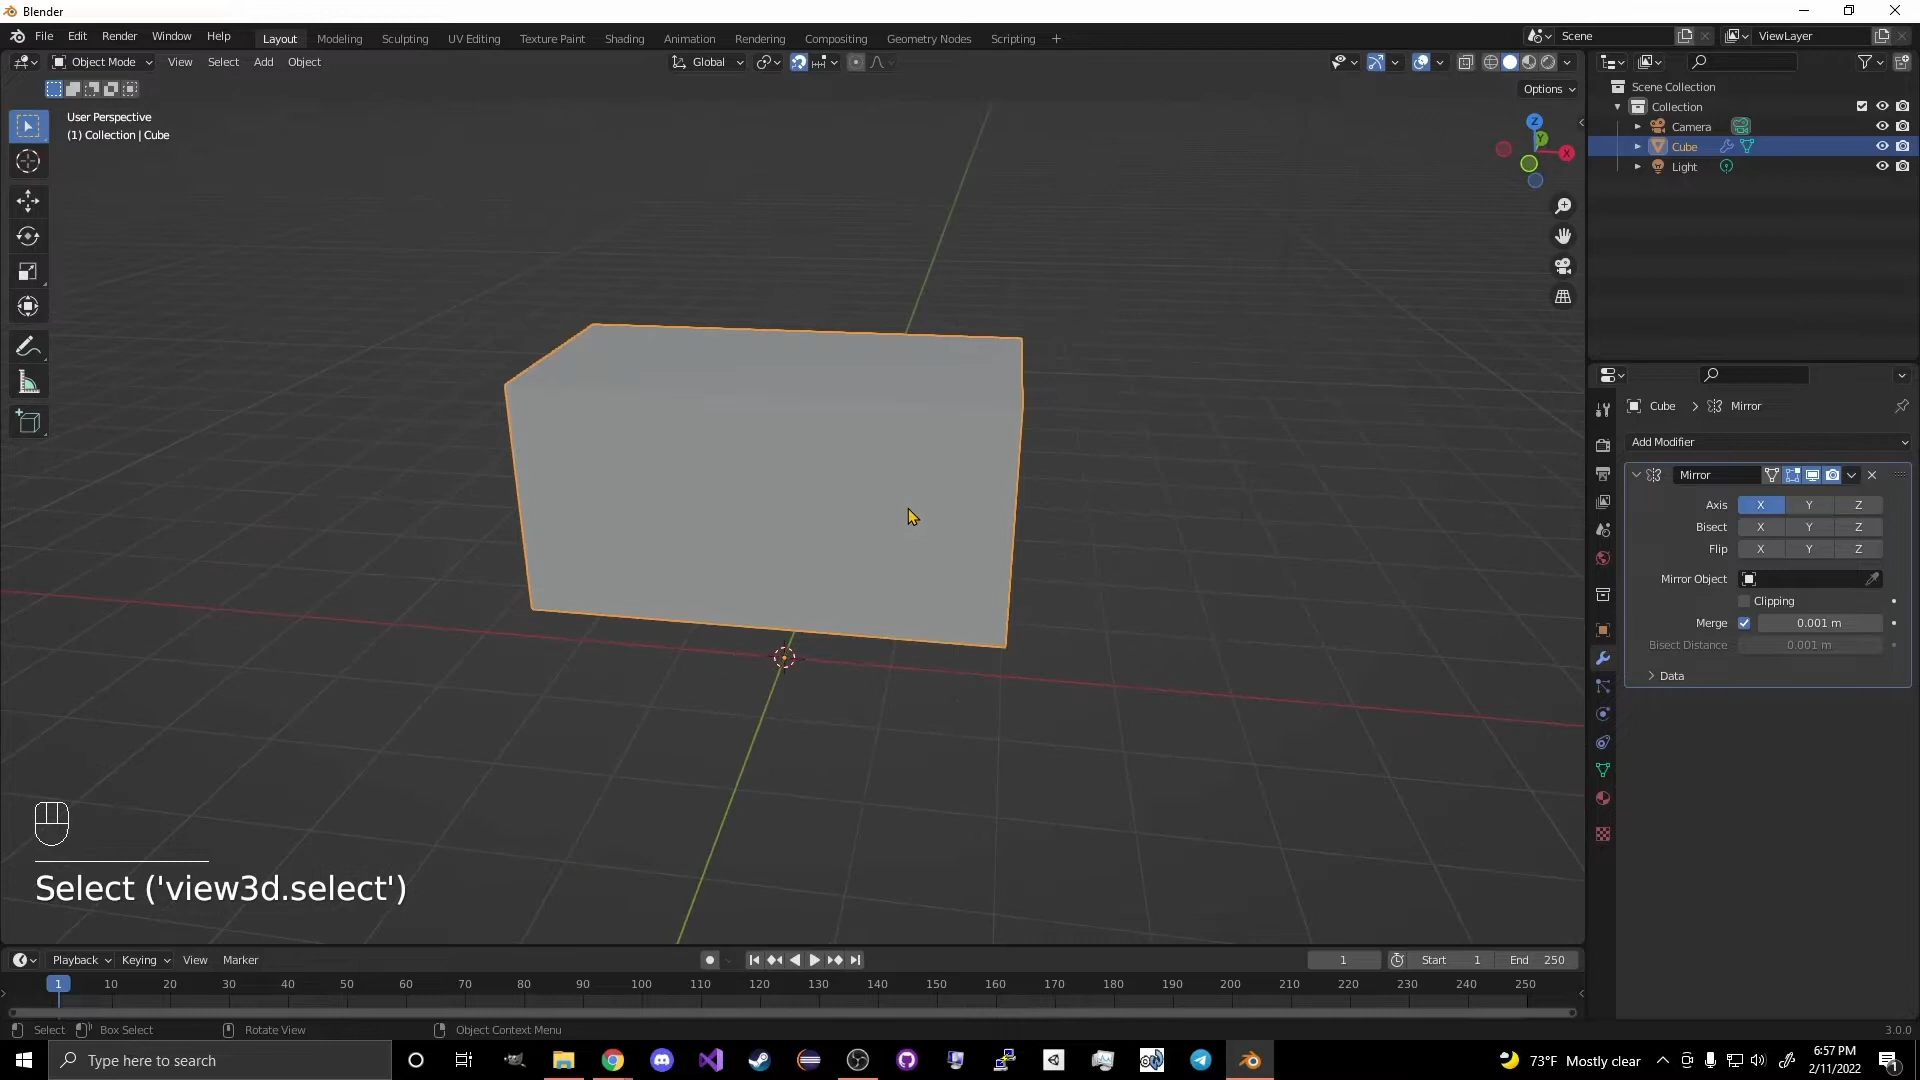 Blender
File Edit Render Window Help
Layout Modeling Sculpting UV Editing Texture Paint Shading Animation Rendering Compositing Geometry Nodes Scripting +
Scene
ViewLayer
Object Mode View Select Add Object
Global
Options
User Perspective
(1) Collection | Cube
Z
Y
X
Scene Collection
Collection
Camera
Cube
Light
Cube > Mirror
Add Modifier
Mirror
Axis X Y Z
Bisect X Y Z
Flip X Y Z
Mirror Object
Clipping
Merge 0.001 m
Bisect Distance 0.001 m
Data
Select ('view3d.select')
Playback Keying View Marker
1 Start 1 End 250
1 10 20 30 40 50 60 70 80 90 100 110 120 130 140 150 160 170 180 190 200 210 220 230 240 250
Select Box Select Rotate View Object Context Menu
3.0.0
Type here to search
73°F Mostly clear
6:57 PM
2/11/2022
1